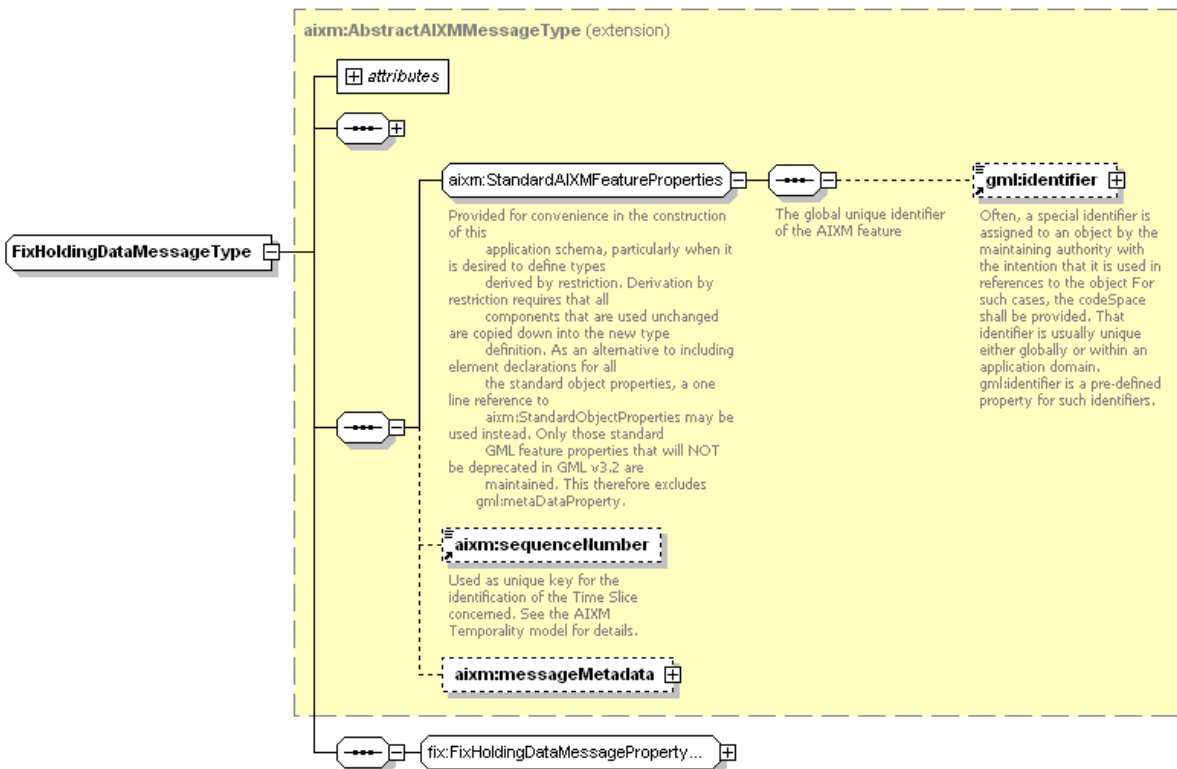 aixm:AbstractAIXMMessageType (extension)
attributes
FixHoldingDataMessageType
aixm:StandardAIXMFeatureProperties
Provided for convenience in the construction
of this
application schema, particularly when it
is desired to define types
derived by restriction. Derivation by
restriction requires that all
components that are used unchanged
are copied down into the new type
definition. As an alternative to including
element declarations for all
the standard object properties, a one
line reference to
aixm:StandardObjectProperties may be
used instead. Only those standard
GML feature properties that will NOT
be deprecated in GML v3.2 are
maintained. This therefore excludes
gml:metaDataProperty.
The global unique identifier
of the AIXM feature
gml:identifier
Often, a special identifier is
assigned to an object by the
maintaining authority with
the intention that it is used in
references to the object For
such cases, the codeSpace
shall be provided. That
identifier is usually unique
either globally or within an
application domain.
gml:identifier is a pre-defined
property for such identifiers.
aixm:sequenceNumber
Used as unique key for the
identification of the Time Slice
concerned. See the AIXM
Temporality model for details.
aixm:messageMetadata
fix:FixHoldingDataMessageProperty...